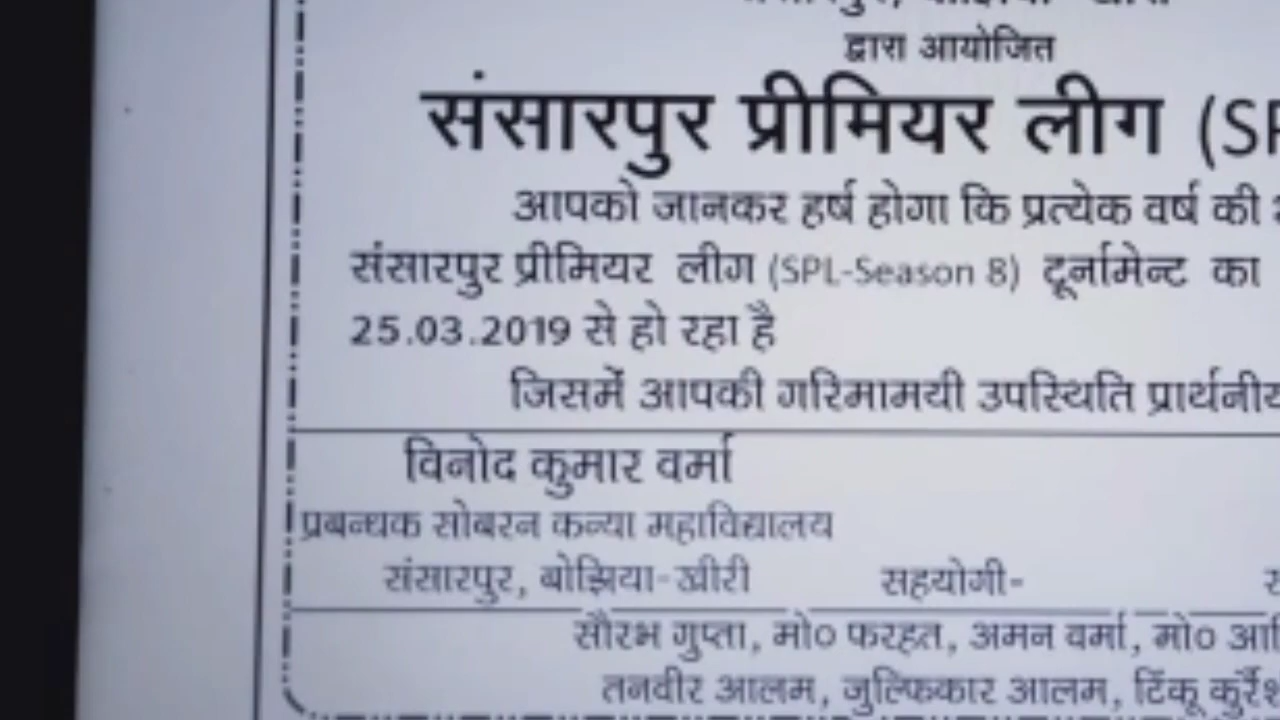 द्वारा आयोजित
संसारपुर प्रीमियर लीग (SP
आपको जानकर हर्ष होगा कि प्रत्येक वर्ष की
संसारपुर प्रीमियर लीग (SPL-Season 8) टूर्नामेन्ट का
25.03.2019 से हो रहा है
जिसमें आपकी गरिमामयी उपस्थिति प्रार्थनीय
विनोद कुमार वर्मा
प्रबन्धक सोबरन कन्या महाविद्यालय
संसारपुर, बोझिया-खीरी सहयोगी-
सौरभ गुप्ता, मो० फरहत, अमन वर्मा, मो०
तनवीर आलम, जुल्फिकार आलम, टिंकू